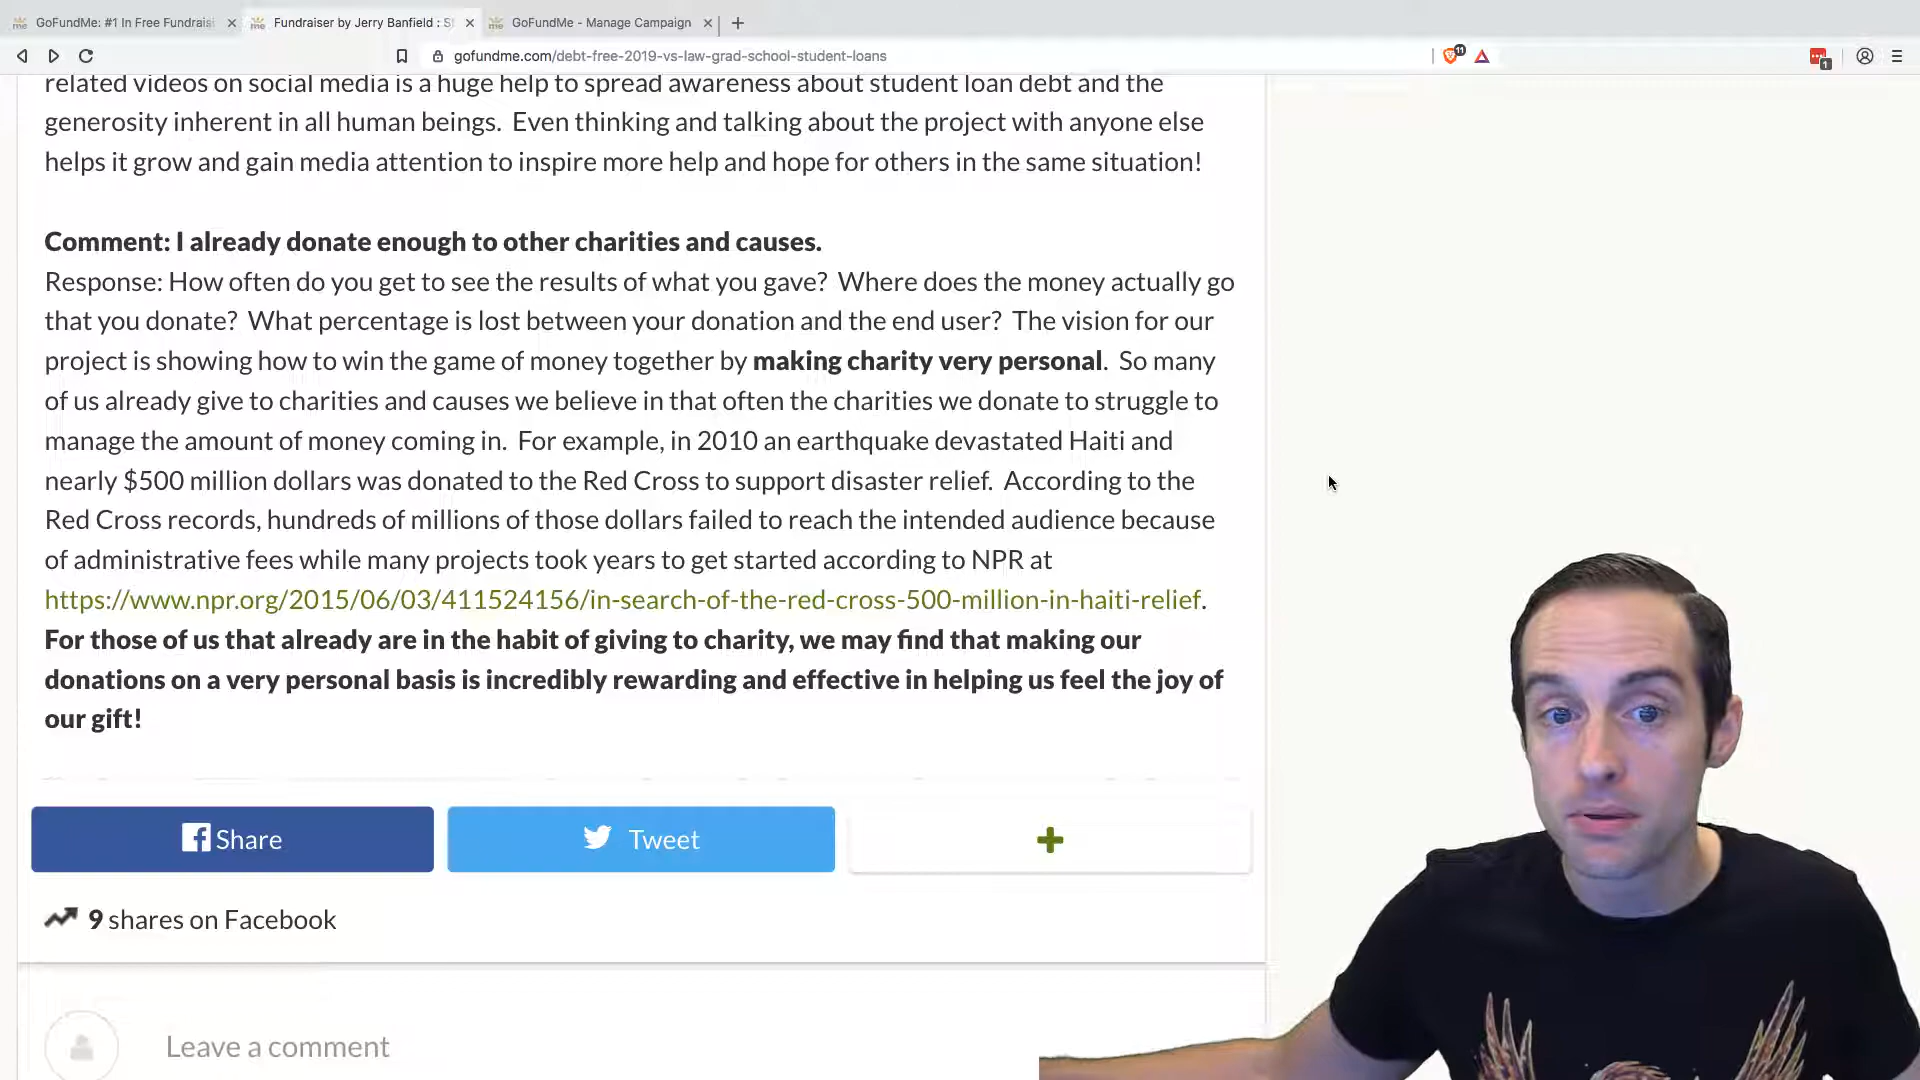 GoFundMe: #1 In Free Fundrais
Fundraiser by Jerry Banfield : S
GoFundMe - Manage Campaign
gofundme.com/debt-free-2019-vs-law-grad-school-student-loans
11
1
related videos on social media is a huge help to spread awareness about student loan debt and the
generosity inherent in all human beings. Even thinking and talking about the project with anyone else
helps it grow and gain media attention to inspire more help and hope for others in the same situation!
Comment: I already donate enough to other charities and causes.
Response: How often do you get to see the results of what you gave? Where does the money actually go
that you donate? What percentage is lost between your donation and the end user? The vision for our
project is showing how to win the game of money together by making charity very personal. So many
of us already give to charities and causes we believe in that often the charities we donate to struggle to
manage the amount of money coming in. For example, in 2010 an earthquake devastated Haiti and
nearly $500 million dollars was donated to the Red Cross to support disaster relief. According to the
Red Cross records, hundreds of millions of those dollars failed to reach the intended audience because
of administrative fees while many projects took years to get started according to NPR at
https://www.npr.org/2015/06/03/411524156/in-search-of-the-red-cross-500-million-in-haiti-relief.
For those of us that already are in the habit of giving to charity, we may find that making our
donations on a very personal basis is incredibly rewarding and effective in helping us feel the joy of
our gift!
Share
Tweet
9 shares on Facebook
Leave a comment